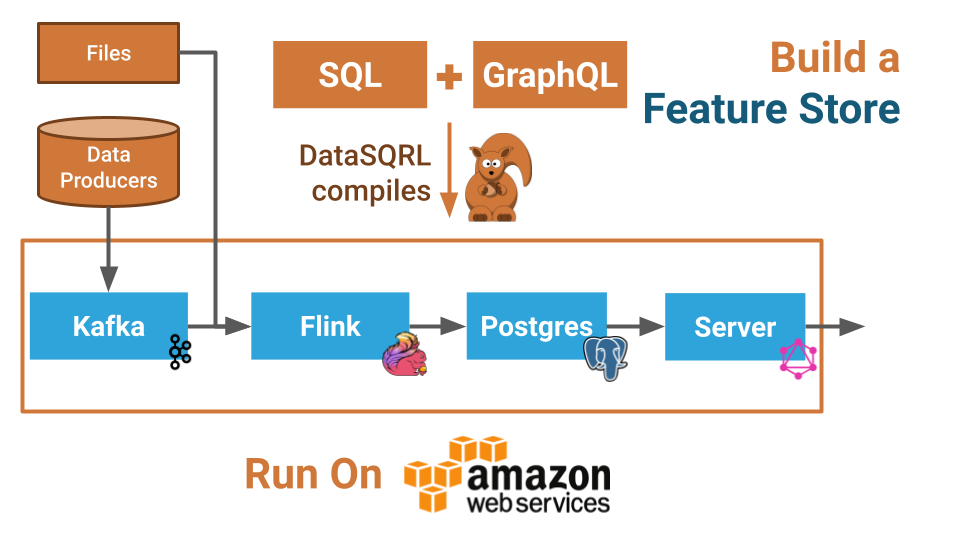 Files
SQL
GraphQL
Build a
Feature Store
Data
Producers
DataSQRL
compiles
Kafka
Flink
Postgres
Server
Run On
amazon
web services